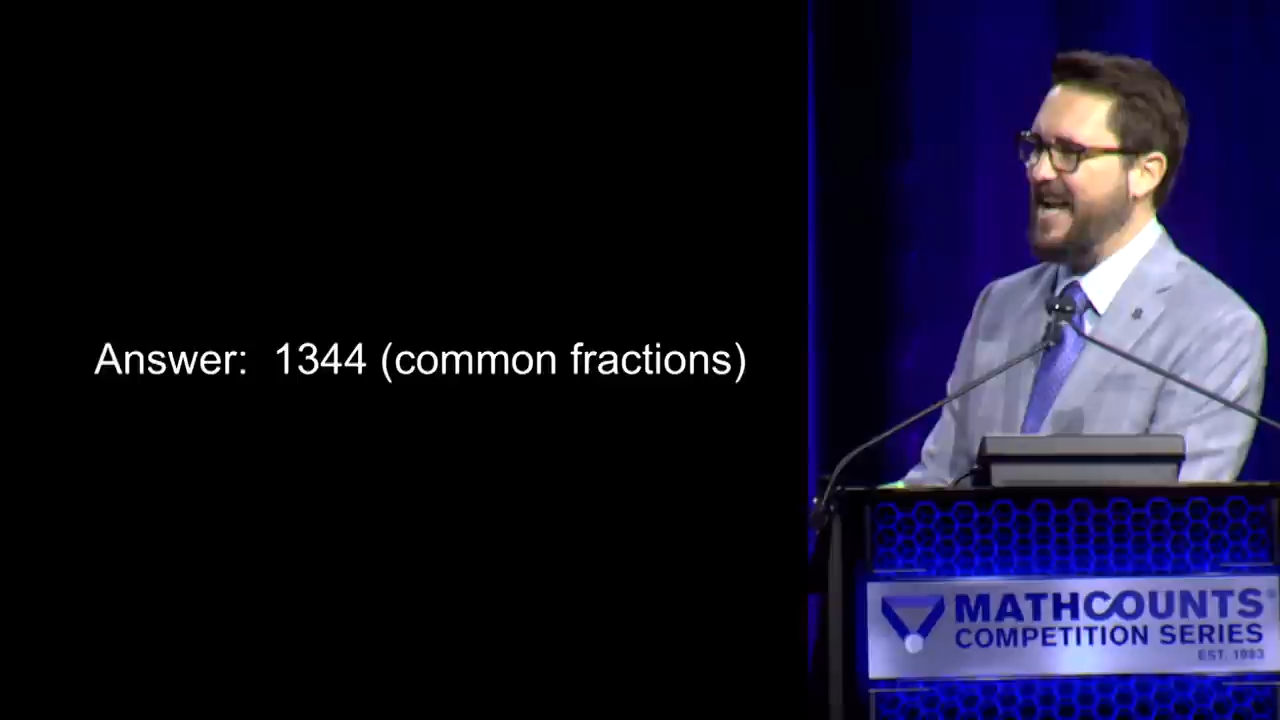 Answer:  1344 (common fractions)
MATHCOUNTS®
COMPETITION SERIES
EST. 1983